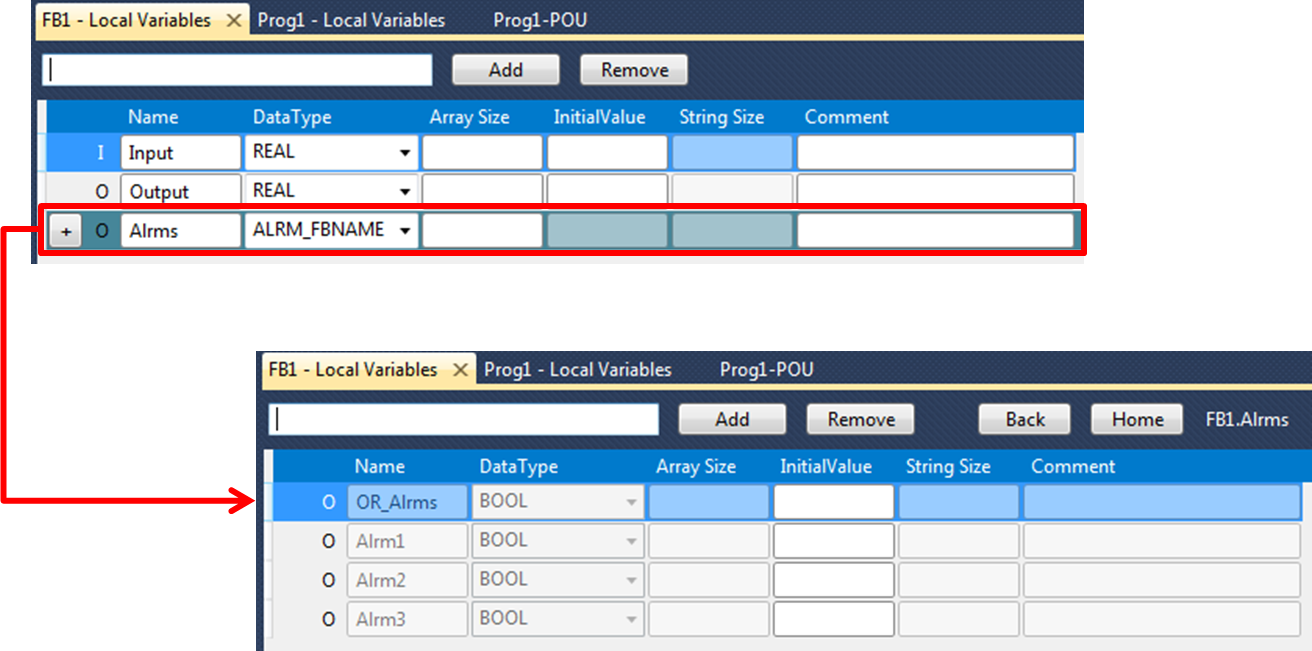 FB1 - Local Variables ✕ Prog1 - Local Variables Prog1-POU
Add Remove
Name DataType Array Size InitialValue String Size Comment
I Input REAL
O Output REAL
+ O Alrms ALRM_FBNAME
FB1 - Local Variables ✕ Prog1 - Local Variables Prog1-POU
Add Remove Back Home FB1.Alrms
Name DataType Array Size InitialValue String Size Comment
O OR_Alrms BOOL
O Alrm1 BOOL
O Alrm2 BOOL
O Alrm3 BOOL